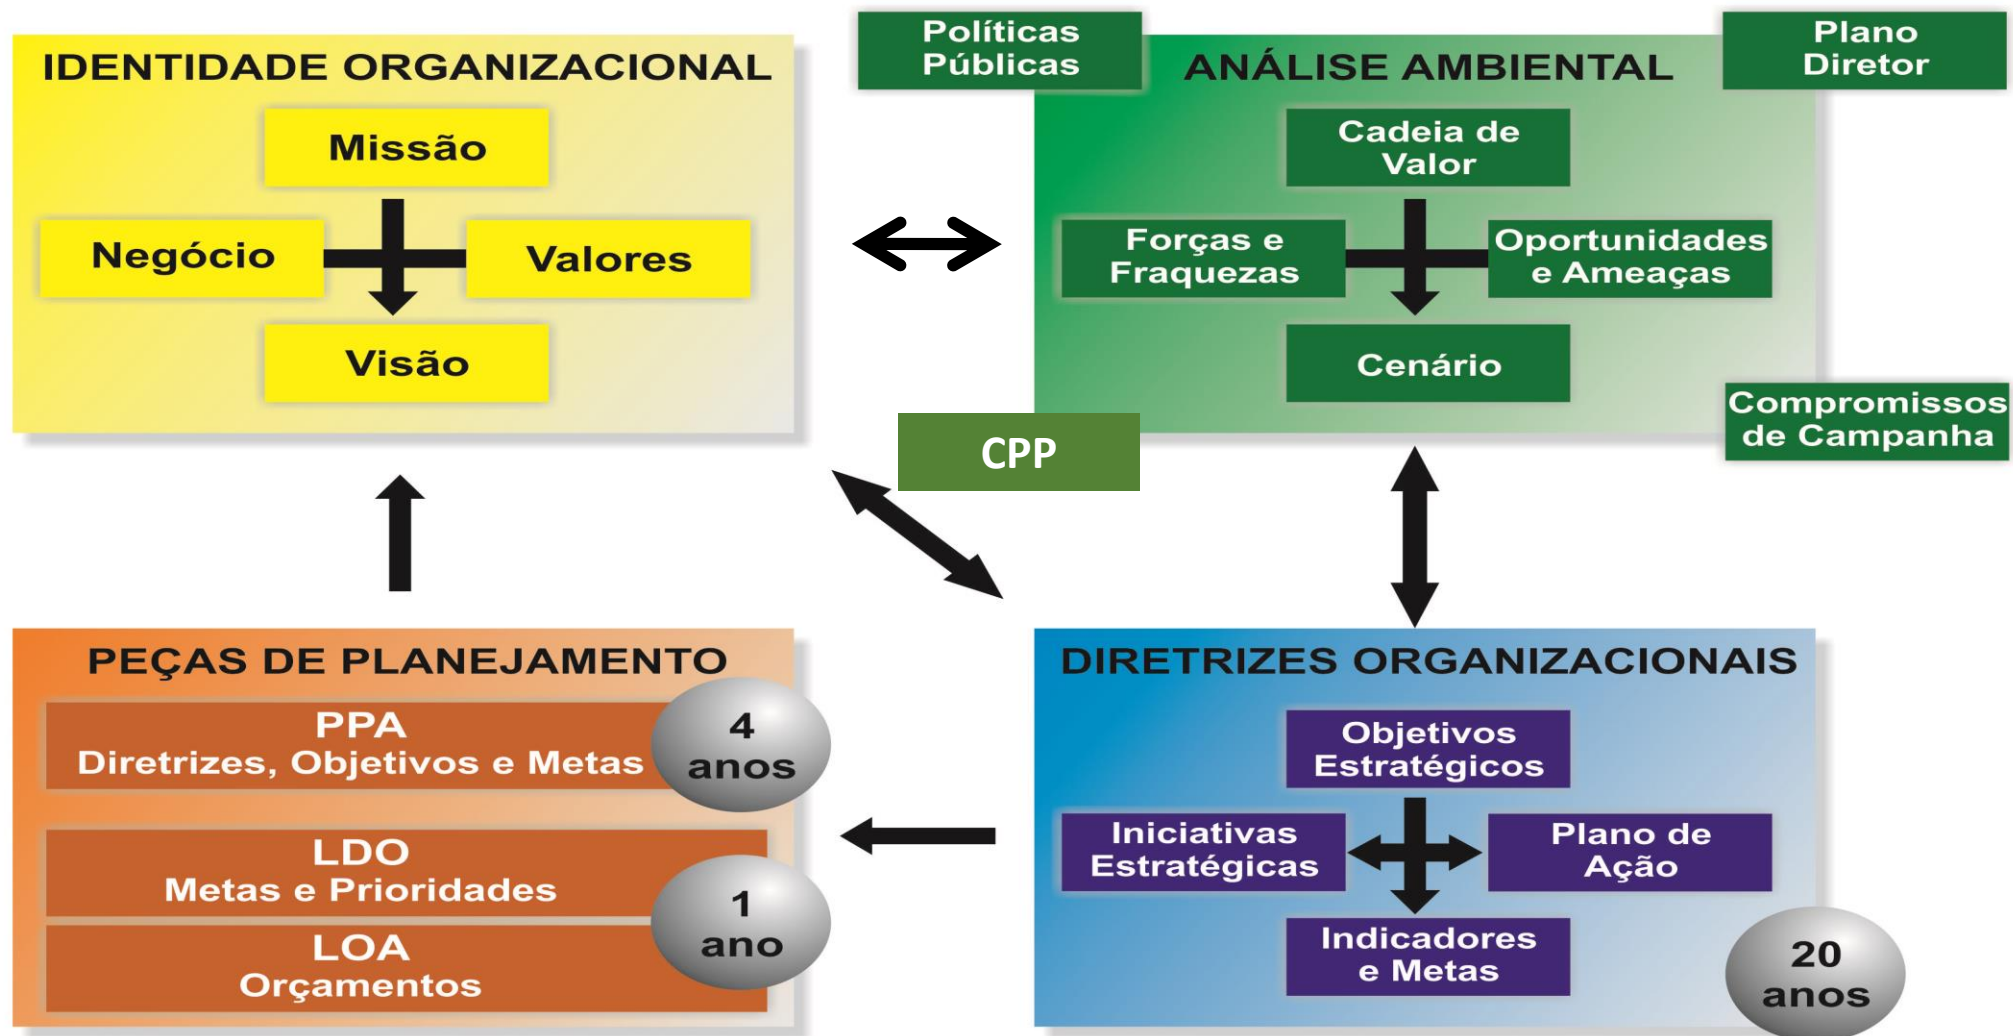 IDENTIDADE ORGANIZACIONAL
Missão
Negócio
Valores
Visão
Políticas
Públicas
ANÁLISE AMBIENTAL
Plano
Diretor
Cadeia de
Valor
Forças e
Fraquezas
Oportunidades
e Ameaças
Cenário
Compromissos
de Campanha
CPP
PEÇAS DE PLANEJAMENTO
PPA
Diretrizes, Objetivos e Metas
4
anos
LDO
Metas e Prioridades
1
ano
LOA
Orçamentos
DIRETRIZES ORGANIZACIONAIS
Objetivos
Estratégicos
Iniciativas
Estratégicas
Plano de
Ação
Indicadores
e Metas
20
anos